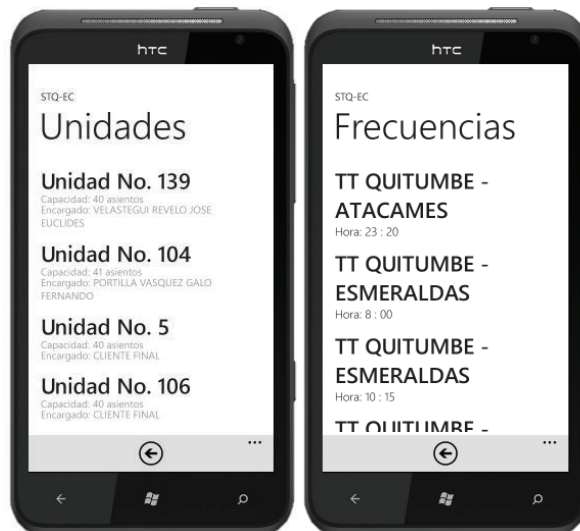 hTC
STQ-EC
Unidades
Unidad No. 139
Capacidad: 40 asientos
Encargado: VELASTEGUI REVELO JOSE
EUCLIDES
Unidad No. 104
Capacidad: 41 asientos
Encargado: PORTILLA VASQUEZ GALO
FERNANDO
Unidad No. 5
Capacidad: 40 asientos
Encargado: CLIENTE FINAL
Unidad No. 106
Capacidad: 40 asientos
Encargado: CLIENTE FINAL
hTC
STQ-EC
Frecuencias
TT QUITUMBE -
ATACAMES
Hora: 23 : 20
TT QUITUMBE -
ESMERALDAS
Hora: 8 : 00
TT QUITUMBE -
ESMERALDAS
Hora: 10 : 15
TT QUITUMBE -